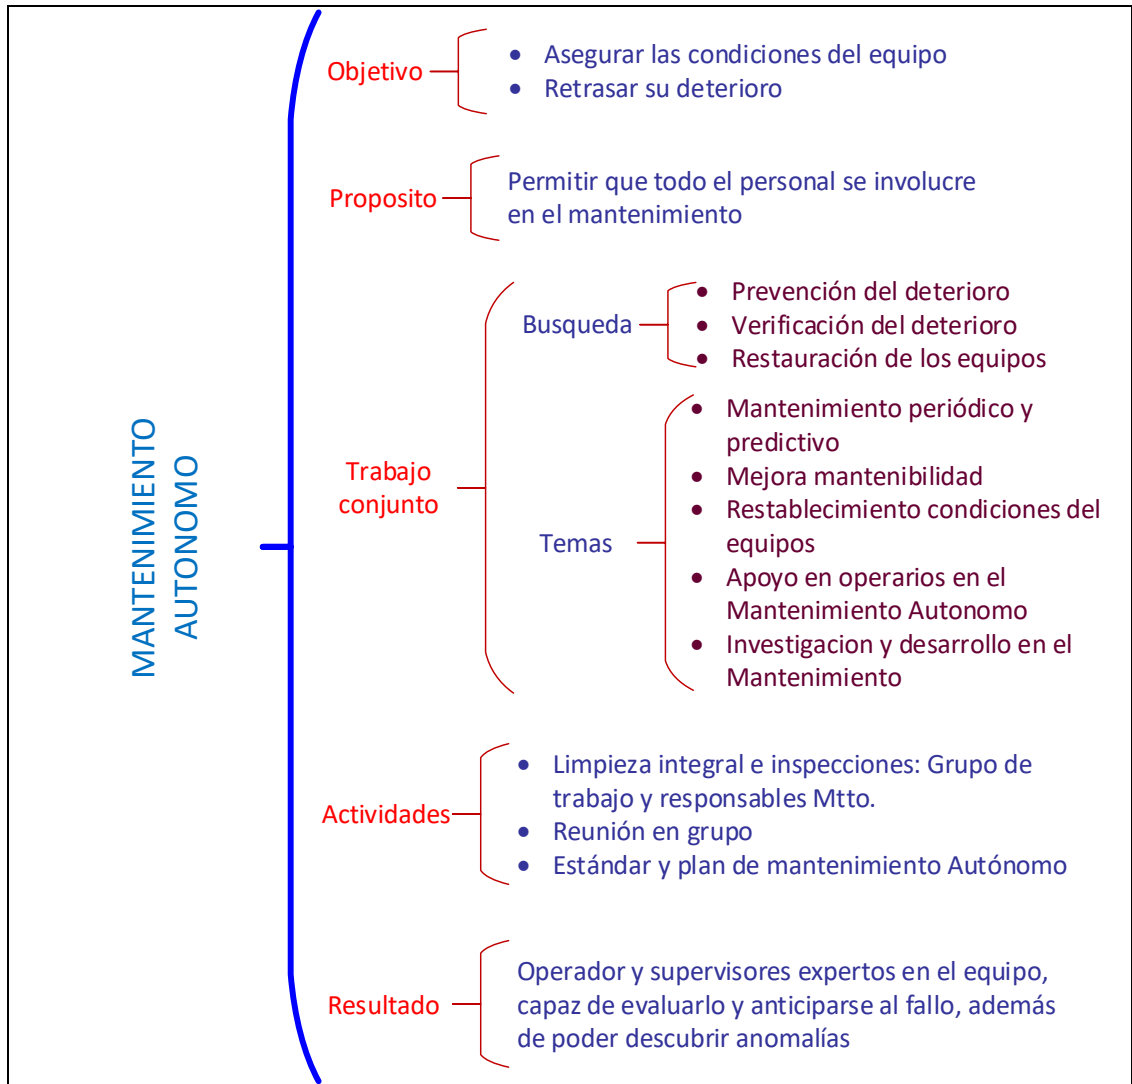 MANTENIMIENTO
AUTONOMO
Objetivo
• Asegurar las condiciones del equipo
• Retrasar su deterioro
Proposito
Permitir que todo el personal se involucre
en el mantenimiento
Trabajo
conjunto
Busqueda
• Prevención del deterioro
• Verificación del deterioro
• Restauración de los equipos
Temas
• Mantenimiento periódico y
predictivo
• Mejora mantenibilidad
• Restablecimiento condiciones del
equipos
• Apoyo en operarios en el
Mantenimiento Autonomo
• Investigacion y desarrollo en el
Mantenimiento
Actividades
• Limpieza integral e inspecciones: Grupo de
trabajo y responsables Mtto.
• Reunión en grupo
• Estándar y plan de mantenimiento Autónomo
Resultado
Operador y supervisores expertos en el equipo,
capaz de evaluarlo y anticiparse al fallo, además
de poder descubrir anomalías